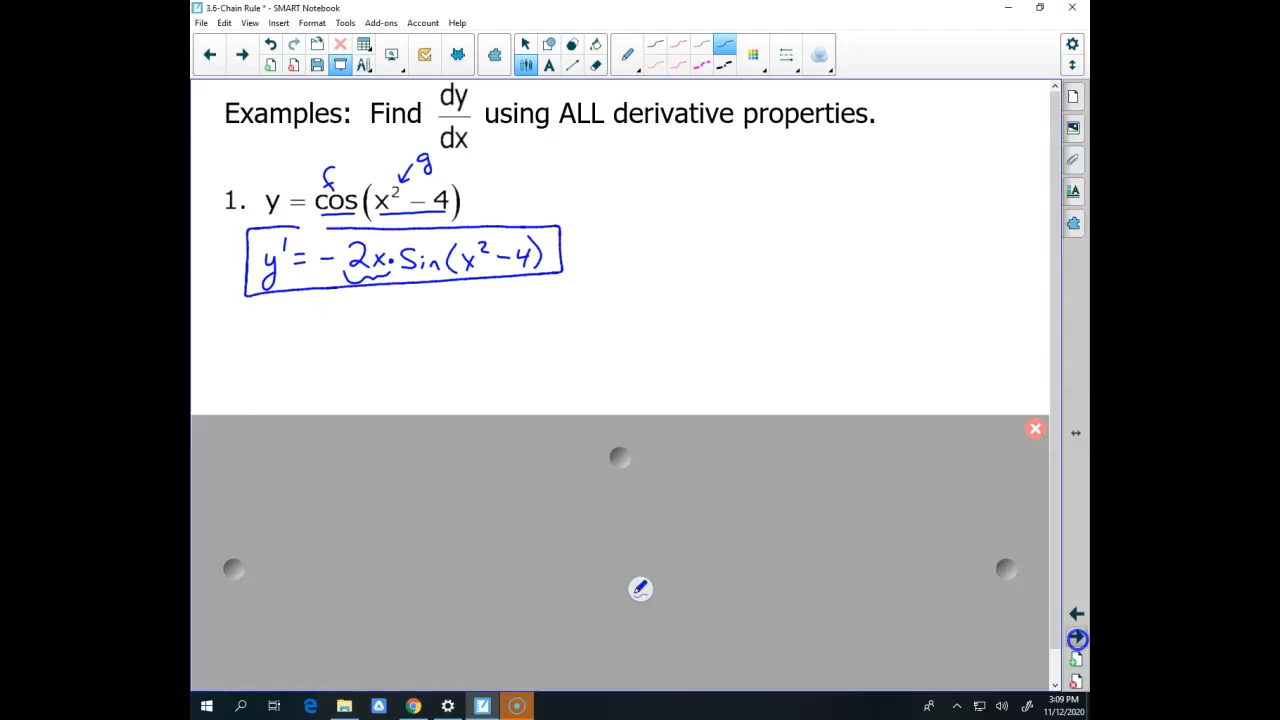 3.6-Chain Rule * - SMART Notebook
File Edit View Insert Format Tools Add-ons Account Help
Examples: Find dy/dx using ALL derivative properties.
f g
1. y = cos(x² − 4)
y' = - 2x • Sin(x² - 4)
3:09 PM
11/12/2020